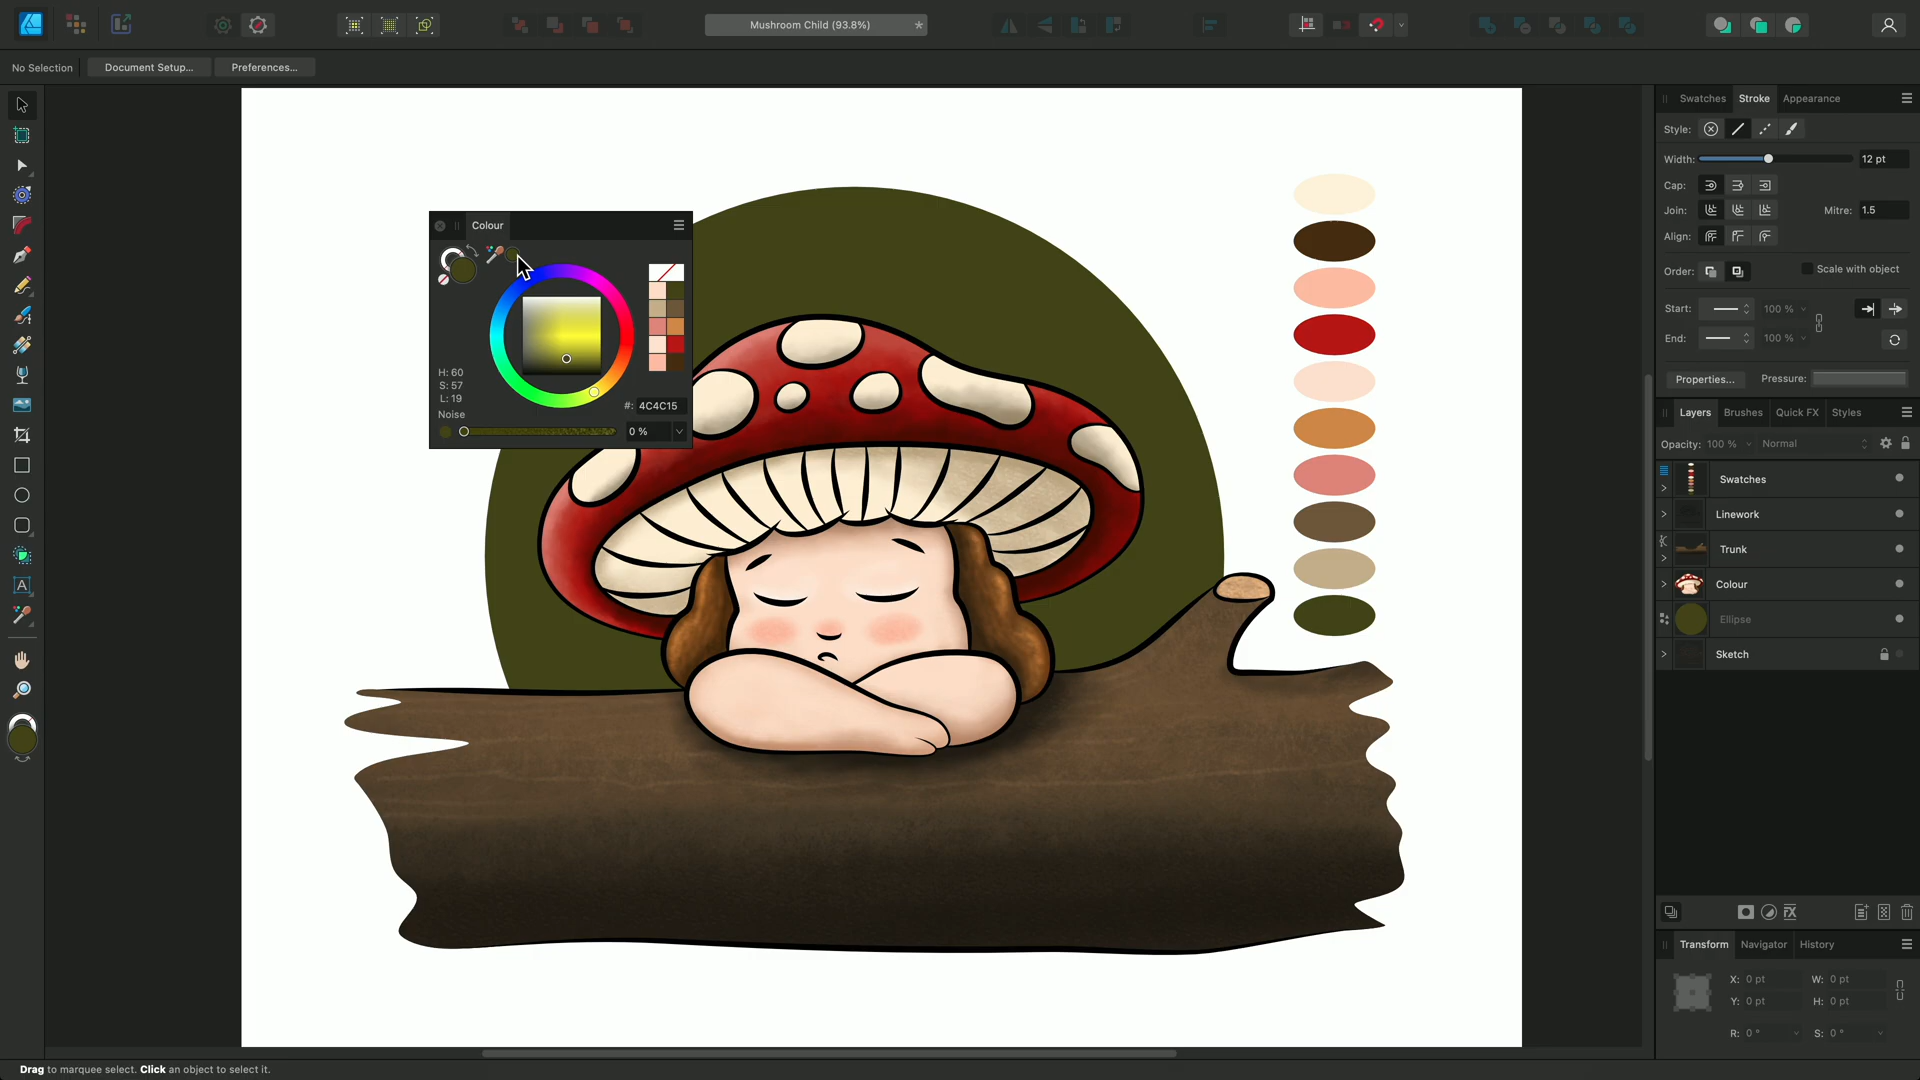 Mushroom Child (93.8%)
*
No Selection
Document Setup...
Preferences...
Swatches
Stroke
Appearance
Style:
Width:
12 pt
Cap:
Join:
Mitre:
1.5
Align:
Order:
Scale with object
Start:
100 %
End:
100 %
Properties...
Pressure:
Colour
H: 60
S: 57
L: 19
#:
4C4C15
Noise
0 %
Layers
Brushes
Quick FX
Styles
Opacity:
100 %
Normal
Swatches
Linework
Trunk
Colour
Ellipse
Sketch
Transform
Navigator
History
X:
0 pt
W:
0 pt
Y:
0 pt
H:
0 pt
R:
0 °
S:
0 °
Drag to marquee select. Click an object to select it.